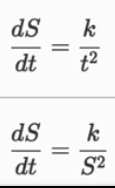 dS/dt = k/t²
dS/dt = k/S²